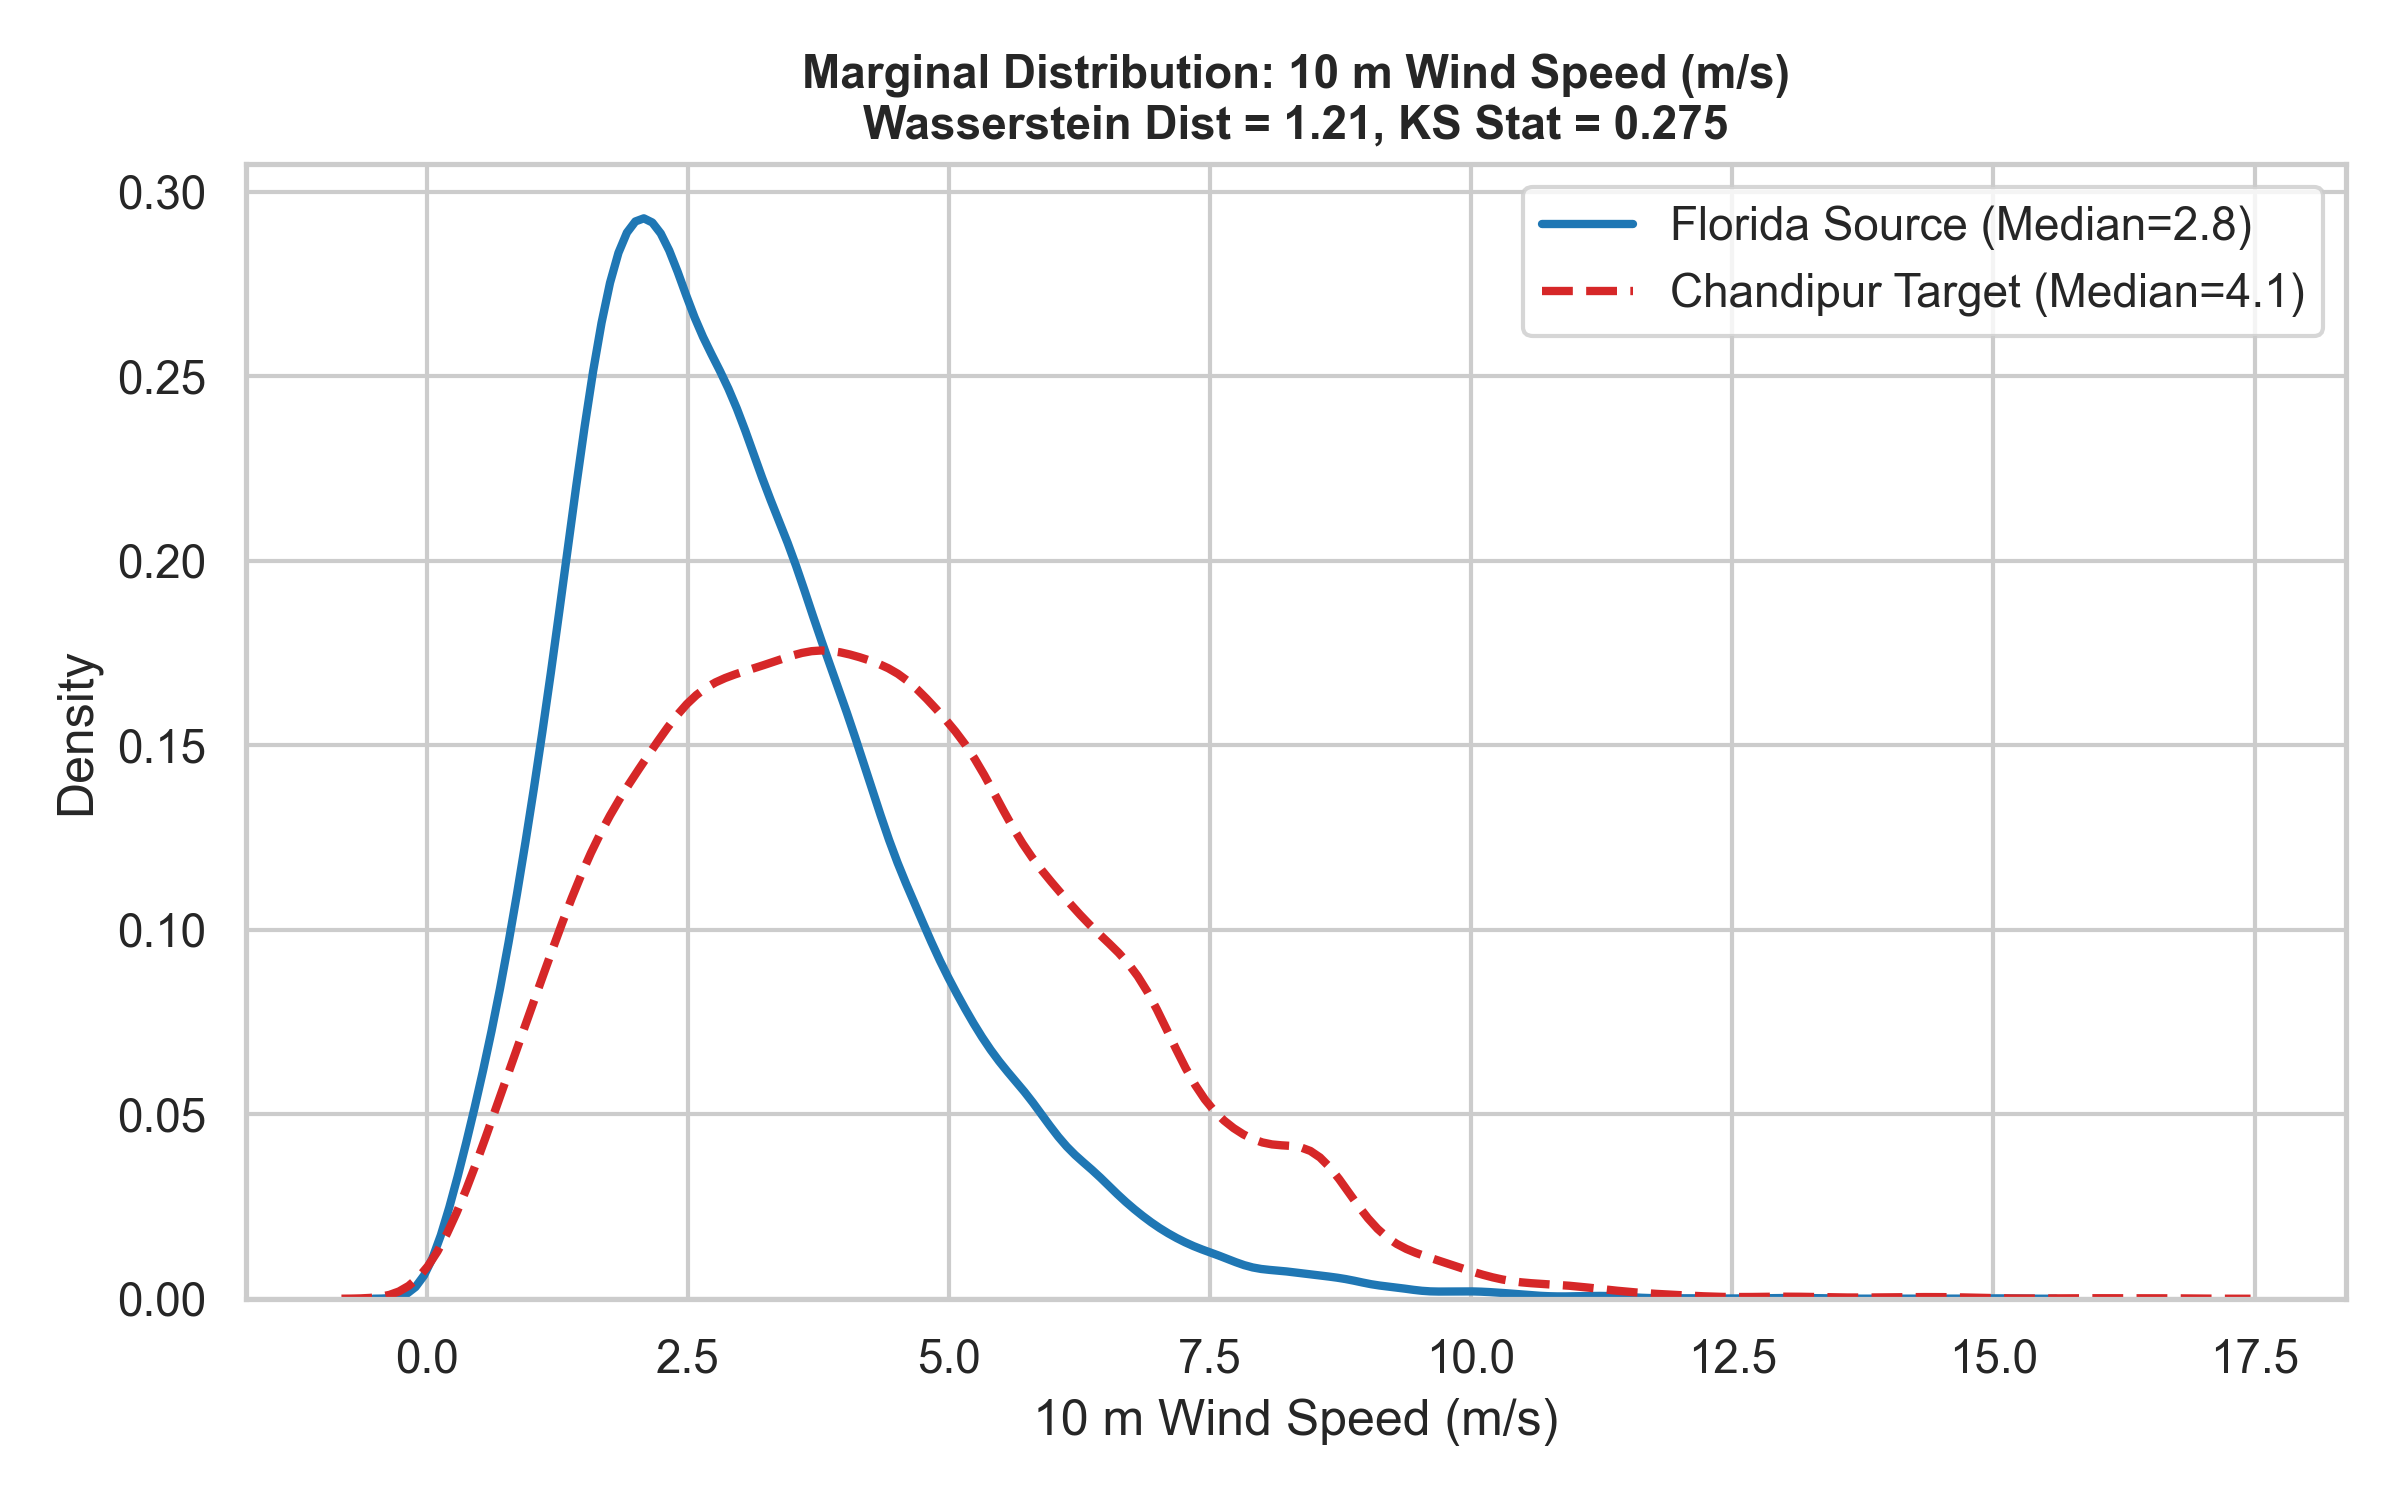 Marginal Distribution: 10 m Wind Speed (m/s)
Wasserstein Dist = 1.21, KS Stat = 0.275
Florida Source (Median=2.8)
Chandipur Target (Median=4.1)
Density
0.30
0.25
0.20
0.15
0.10
0.05
0.00
0.0 2.5 5.0 7.5 10.0 12.5 15.0 17.5
10 m Wind Speed (m/s)